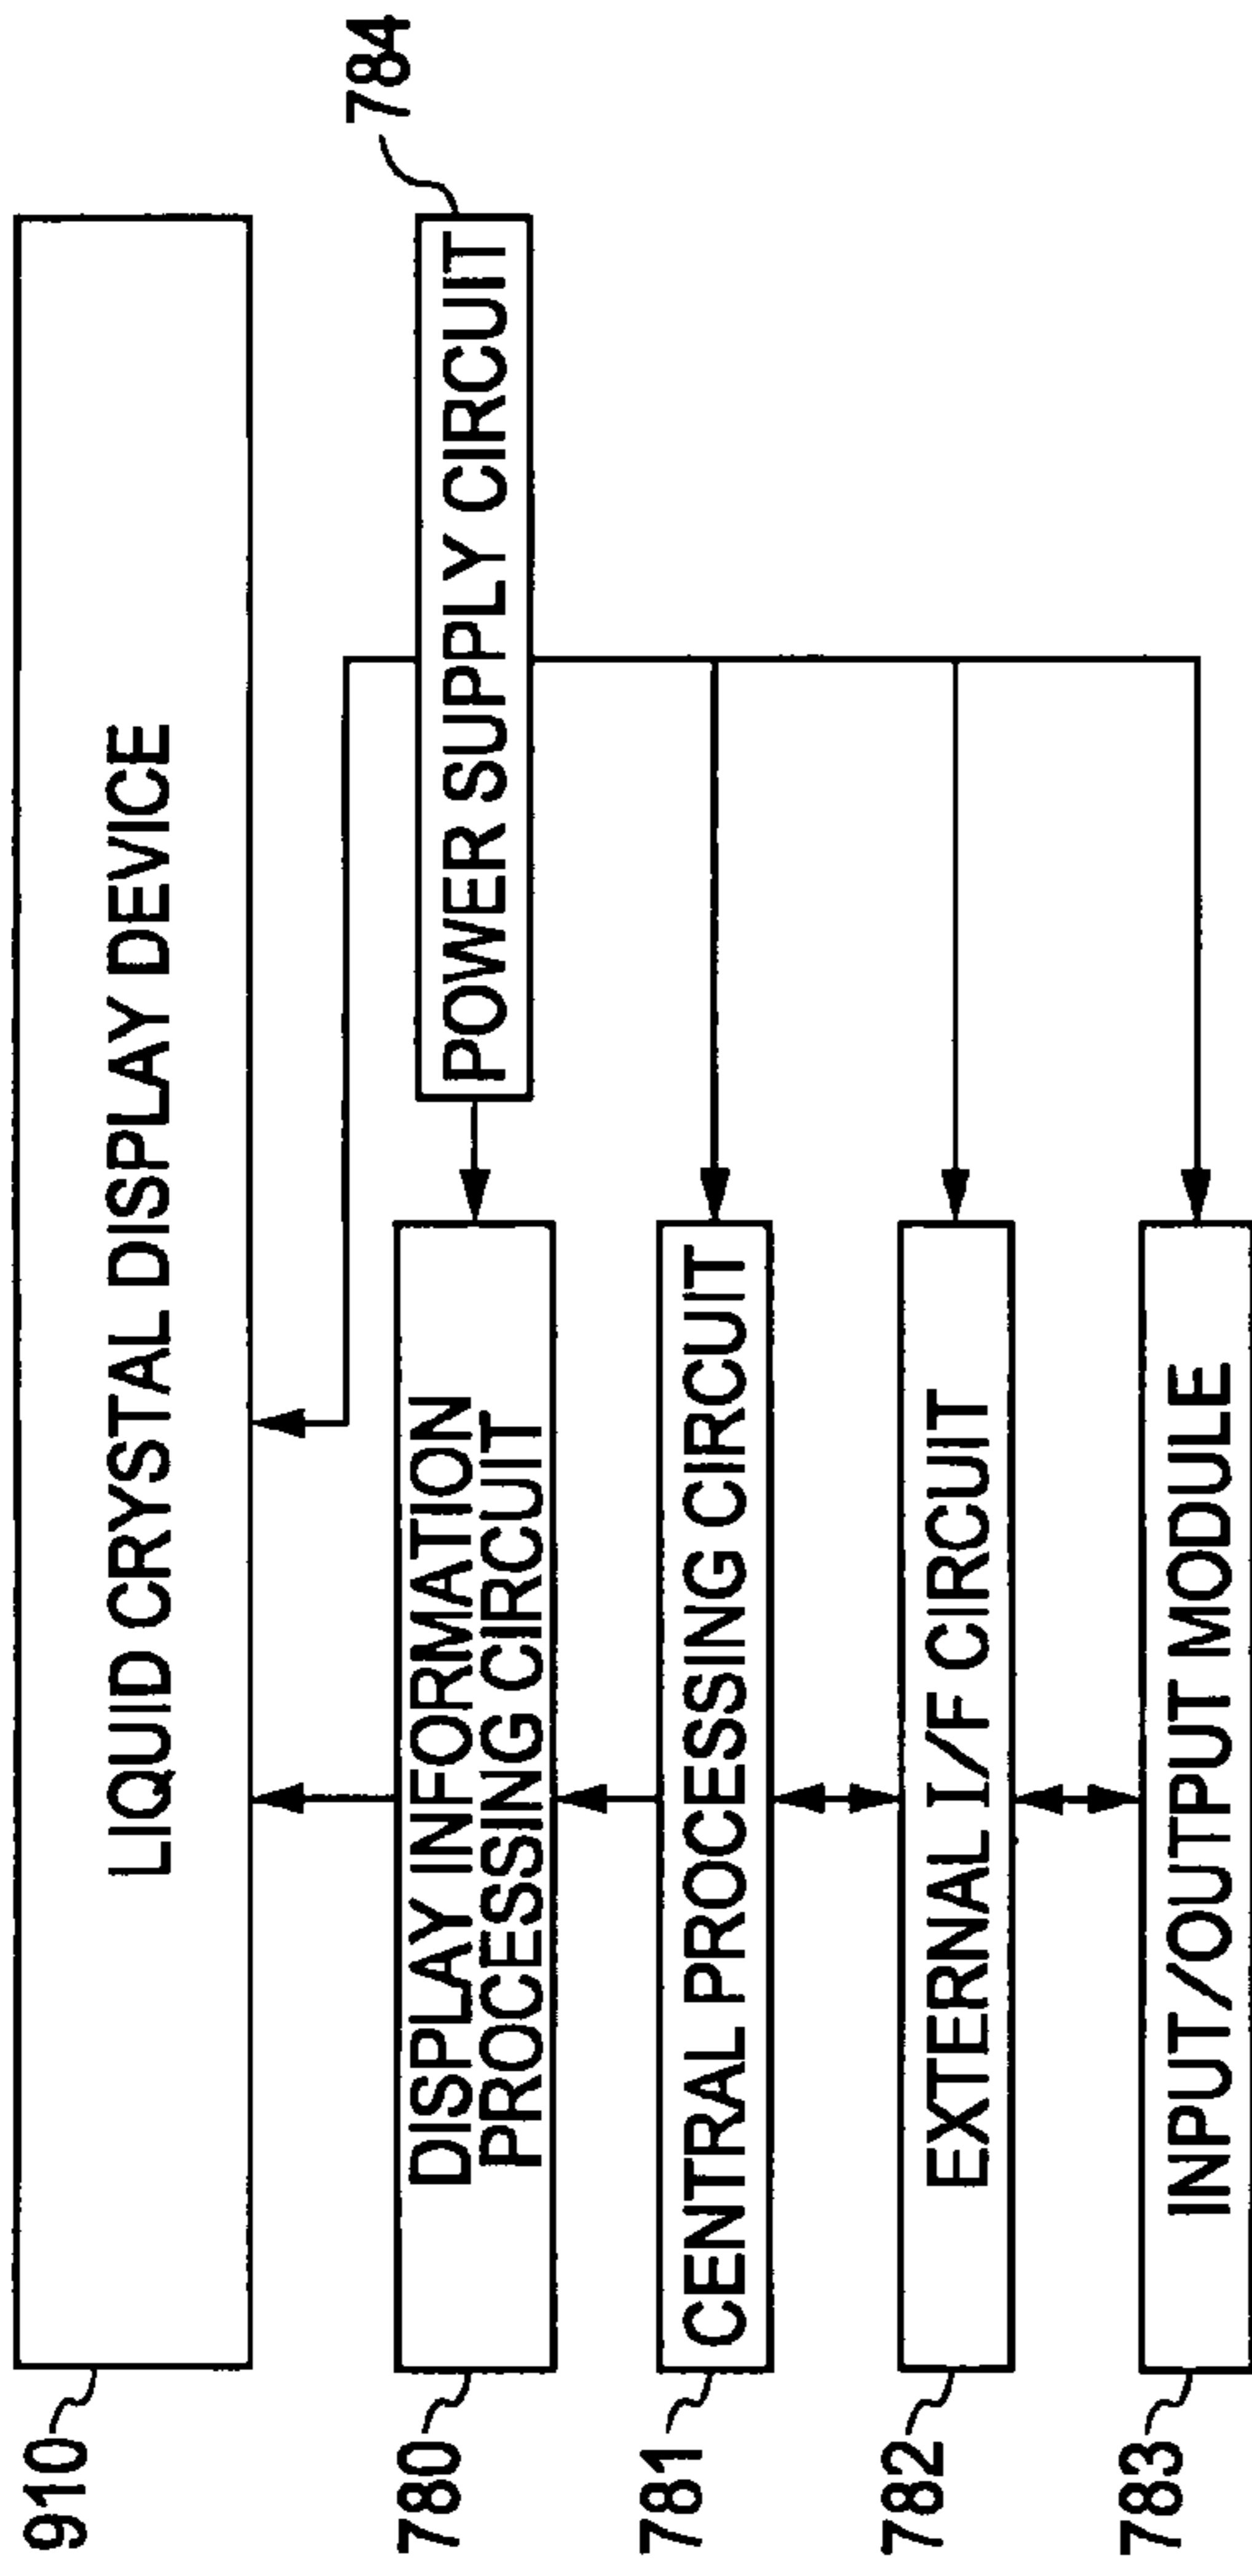 910
LIQUID CRYSTAL DISPLAY DEVICE
784
POWER SUPPLY CIRCUIT
780
DISPLAY INFORMATION
PROCESSING CIRCUIT
781
CENTRAL PROCESSING CIRCUIT
782
EXTERNAL I/F CIRCUIT
783
INPUT/OUTPUT MODULE